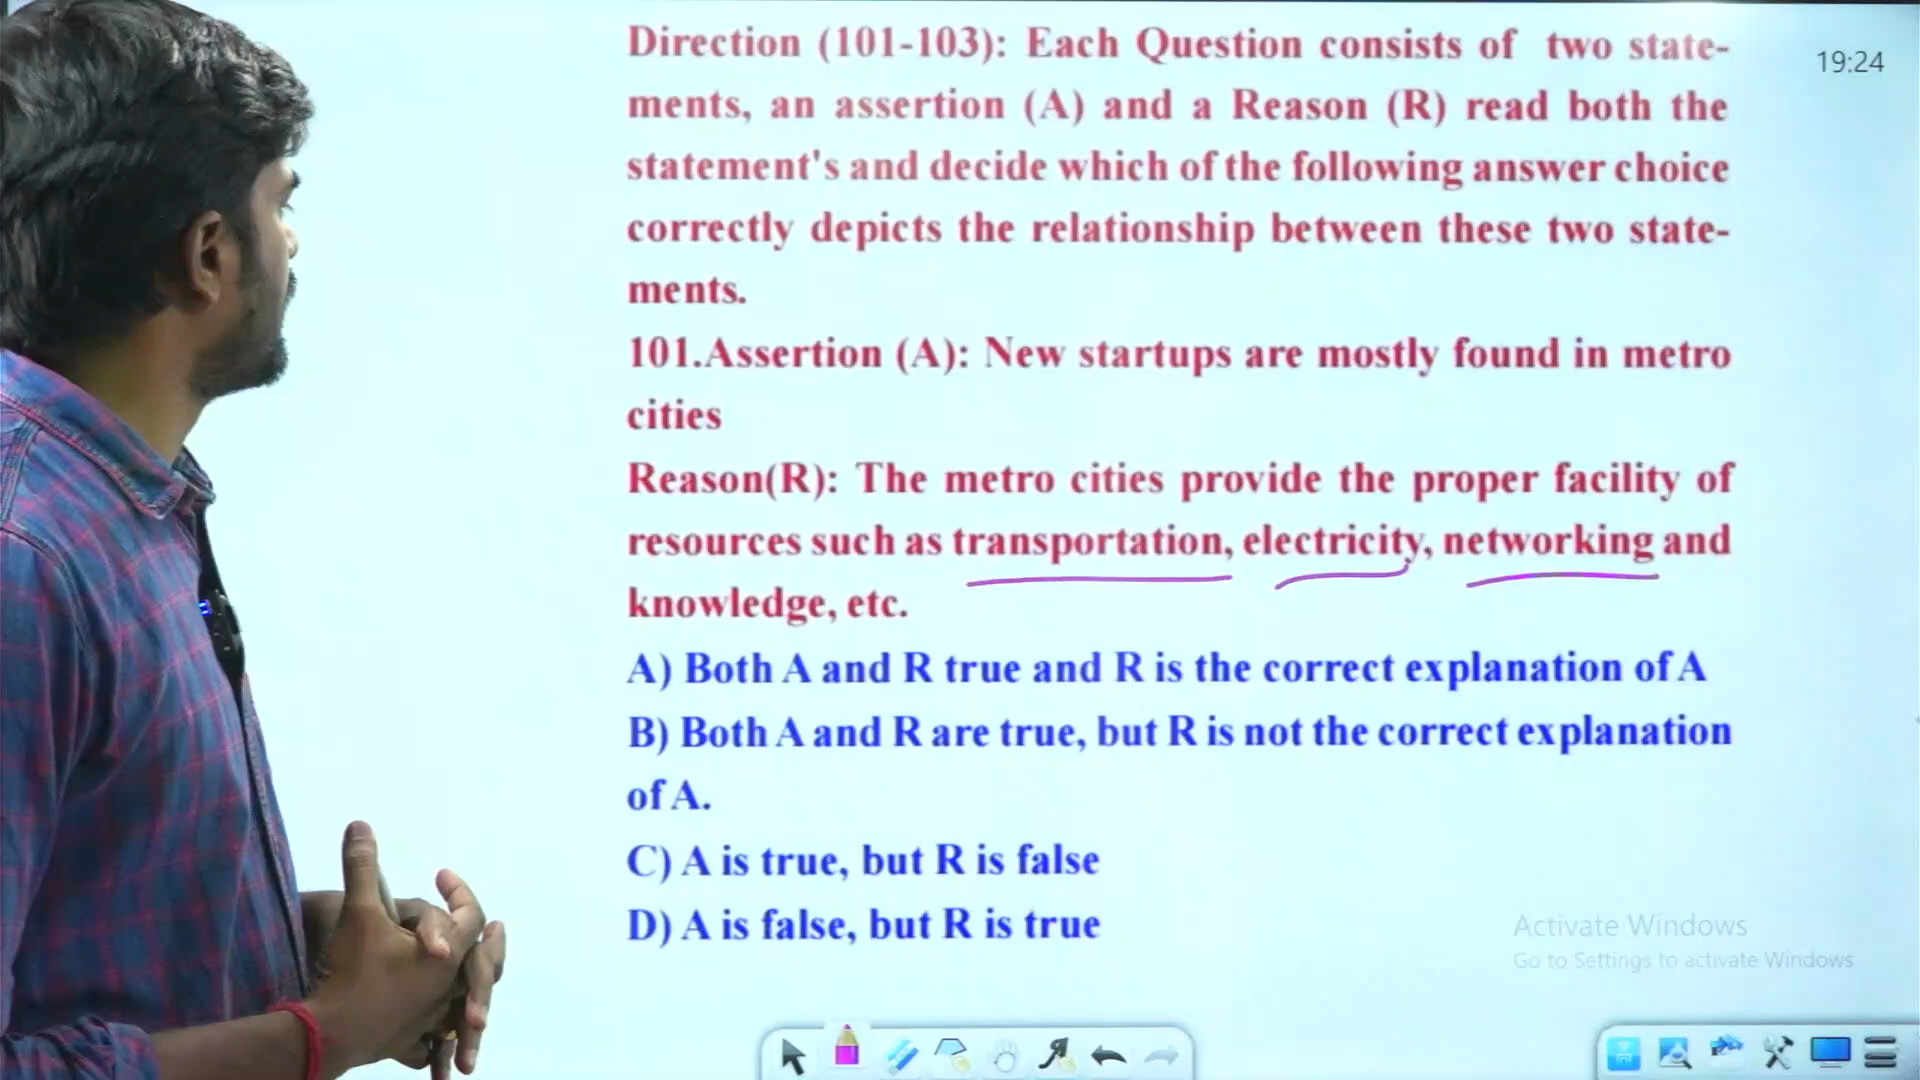 Direction (101-103): Each Question consists of two state-
19:24
ments, an assertion (A) and a Reason (R) read both the
statement's and decide which of the following answer choice
correctly depicts the relationship between these two state-
ments.
101.Assertion (A): New startups are mostly found in metro
cities
Reason(R): The metro cities provide the proper facility of
resources such as transportation, electricity, networking and
knowledge, etc.
A) Both A and R true and R is the correct explanation of A
B) Both A and R are true, but R is not the correct explanation
of A.
C) A is true, but R is false
D) A is false, but R is true
Activate Windows
Go to Settings to activate Windows